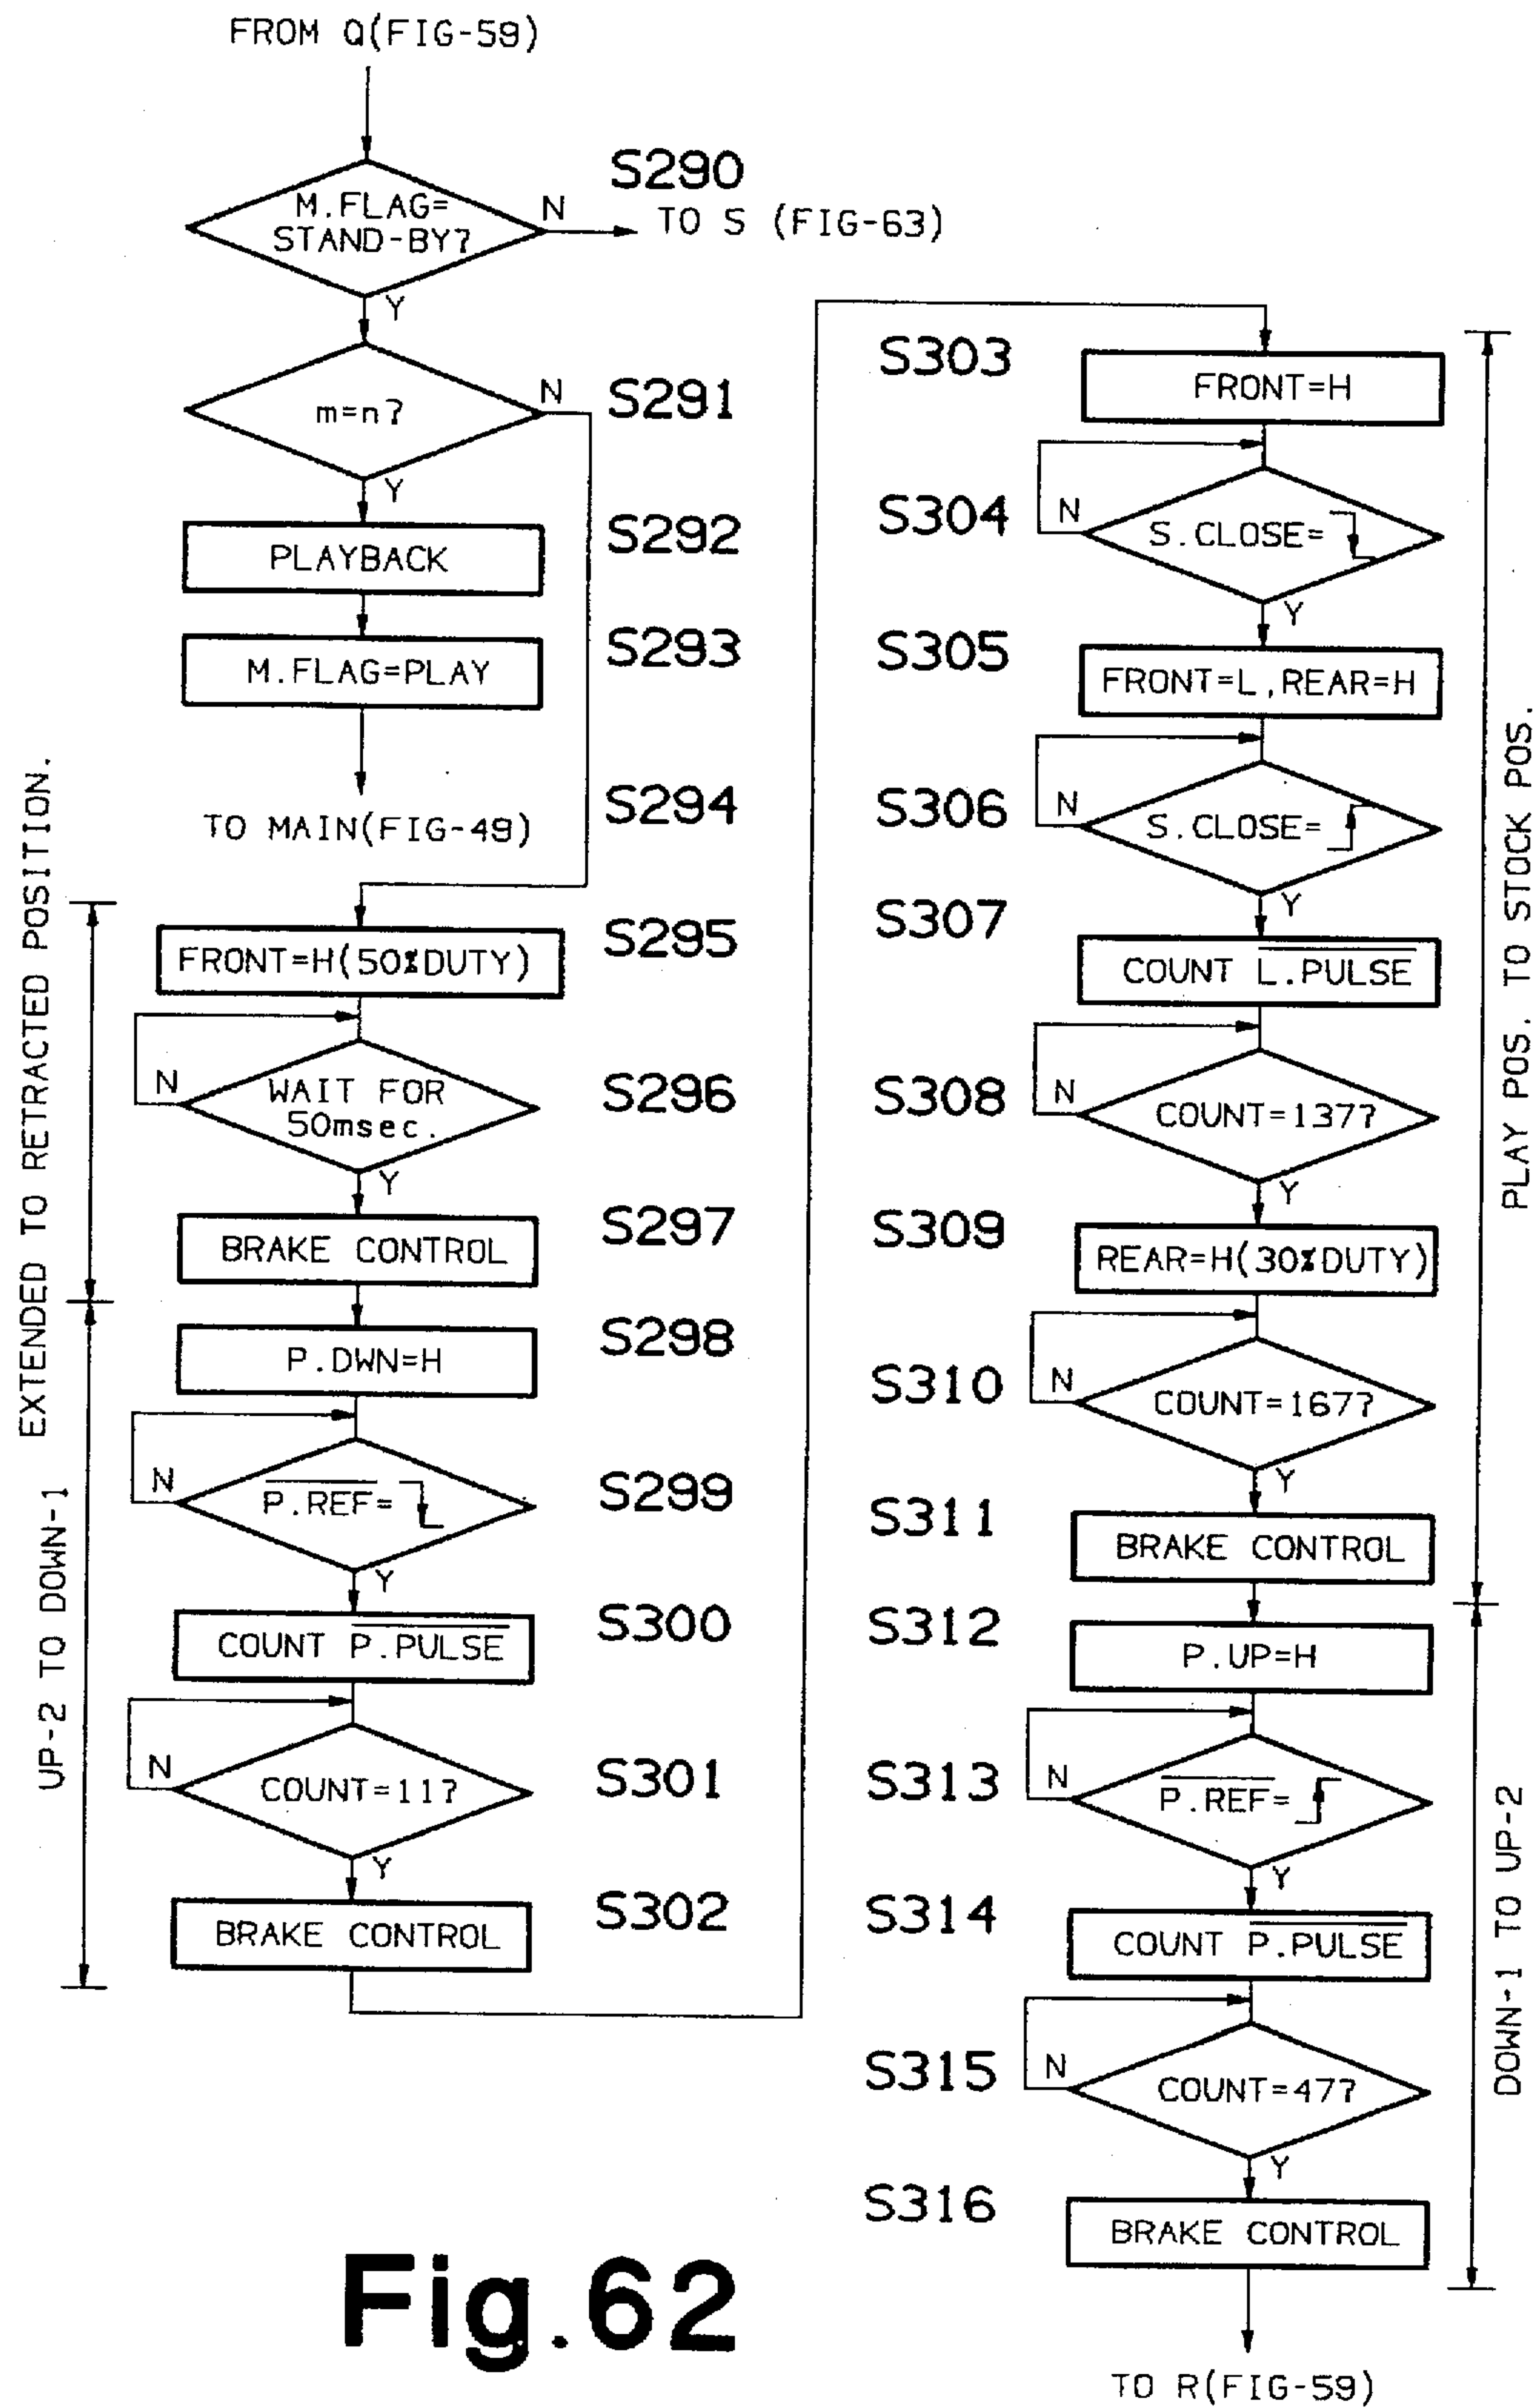 FROM Q(FIG-59)
S290
M.FLAG=
STAND-BY?
N
TO S (FIG-63)
Y
S291
m=n?
N
Y
S292
PLAYBACK
S293
M.FLAG=PLAY
S294
TO MAIN(FIG-49)
EXTENDED TO RETRACTED POSITION.
S295
FRONT=H(50%DUTY)
S296
N
WAIT FOR
50msec.
Y
S297
BRAKE CONTROL
UP-2 TO DOWN-1
S298
P.DWN=H
S299
N
P.REF=
Y
S300
COUNT P.PULSE
S301
N
COUNT=11?
Y
S302
BRAKE CONTROL
PLAY POS. TO STOCK POS.
S303
FRONT=H
S304
N
S.CLOSE=
Y
S305
FRONT=L,REAR=H
S306
N
S.CLOSE=
Y
S307
COUNT L.PULSE
S308
N
COUNT=137?
Y
S309
REAR=H(30%DUTY)
S310
N
COUNT=167?
Y
S311
BRAKE CONTROL
DOWN-1 TO UP-2
S312
P.UP=H
S313
N
P.REF=
Y
S314
COUNT P.PULSE
S315
N
COUNT=47?
Y
S316
BRAKE CONTROL
TO R(FIG-59)
Fig.62